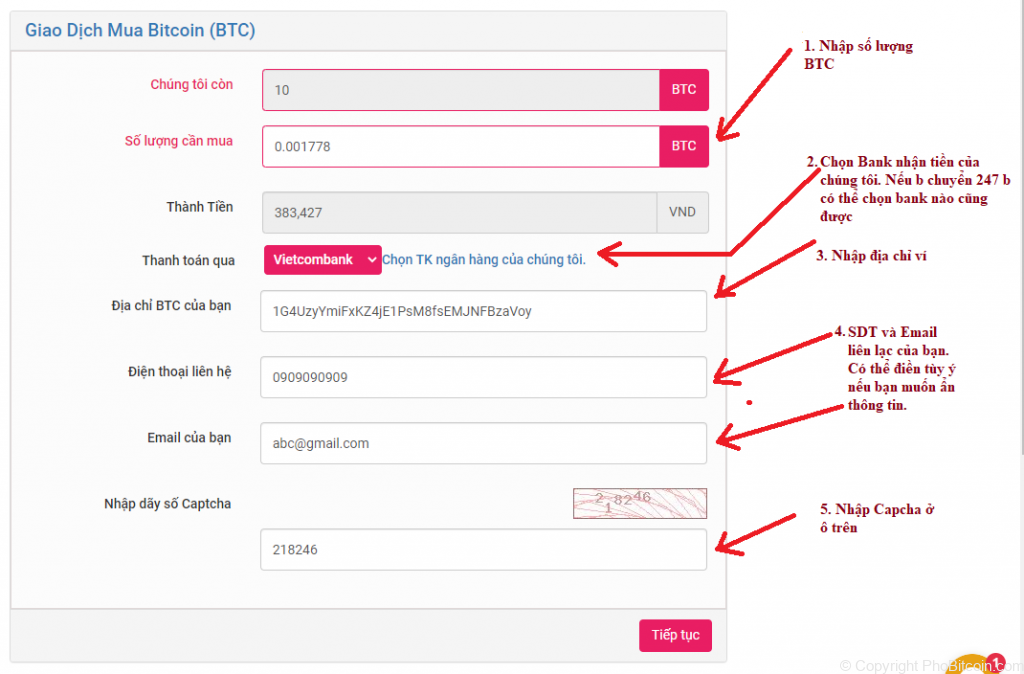 Giao Dịch Mua Bitcoin (BTC)
Chúng tôi còn
10
BTC
1. Nhập số lượng
BTC
Số lượng cần mua
0.001778
BTC
2. Chọn Bank nhận tiền của
chúng tôi. Nếu b chuyển 247 b
có thể chọn bank nào cũng
được
Thành Tiền
383,427
VND
Thanh toán qua
Vietcombank
Chọn TK ngân hàng của chúng tôi.
3. Nhập địa chỉ ví
Địa chỉ BTC của bạn
1G4UzyYmiFxKZ4jE1PsM8fsEMJNFBzaVoy
4. SDT và Email
liên lạc của bạn.
Có thể điền tùy ý
nếu bạn muốn ẩn
thông tin.
Điện thoại liên hệ
0909090909
Email của bạn
abc@gmail.com
Nhập dãy số Captcha
218246
5. Nhập Capcha ở
ô trên
218246
Tiếp tục
1
© Copyright PhoBitcoin.com